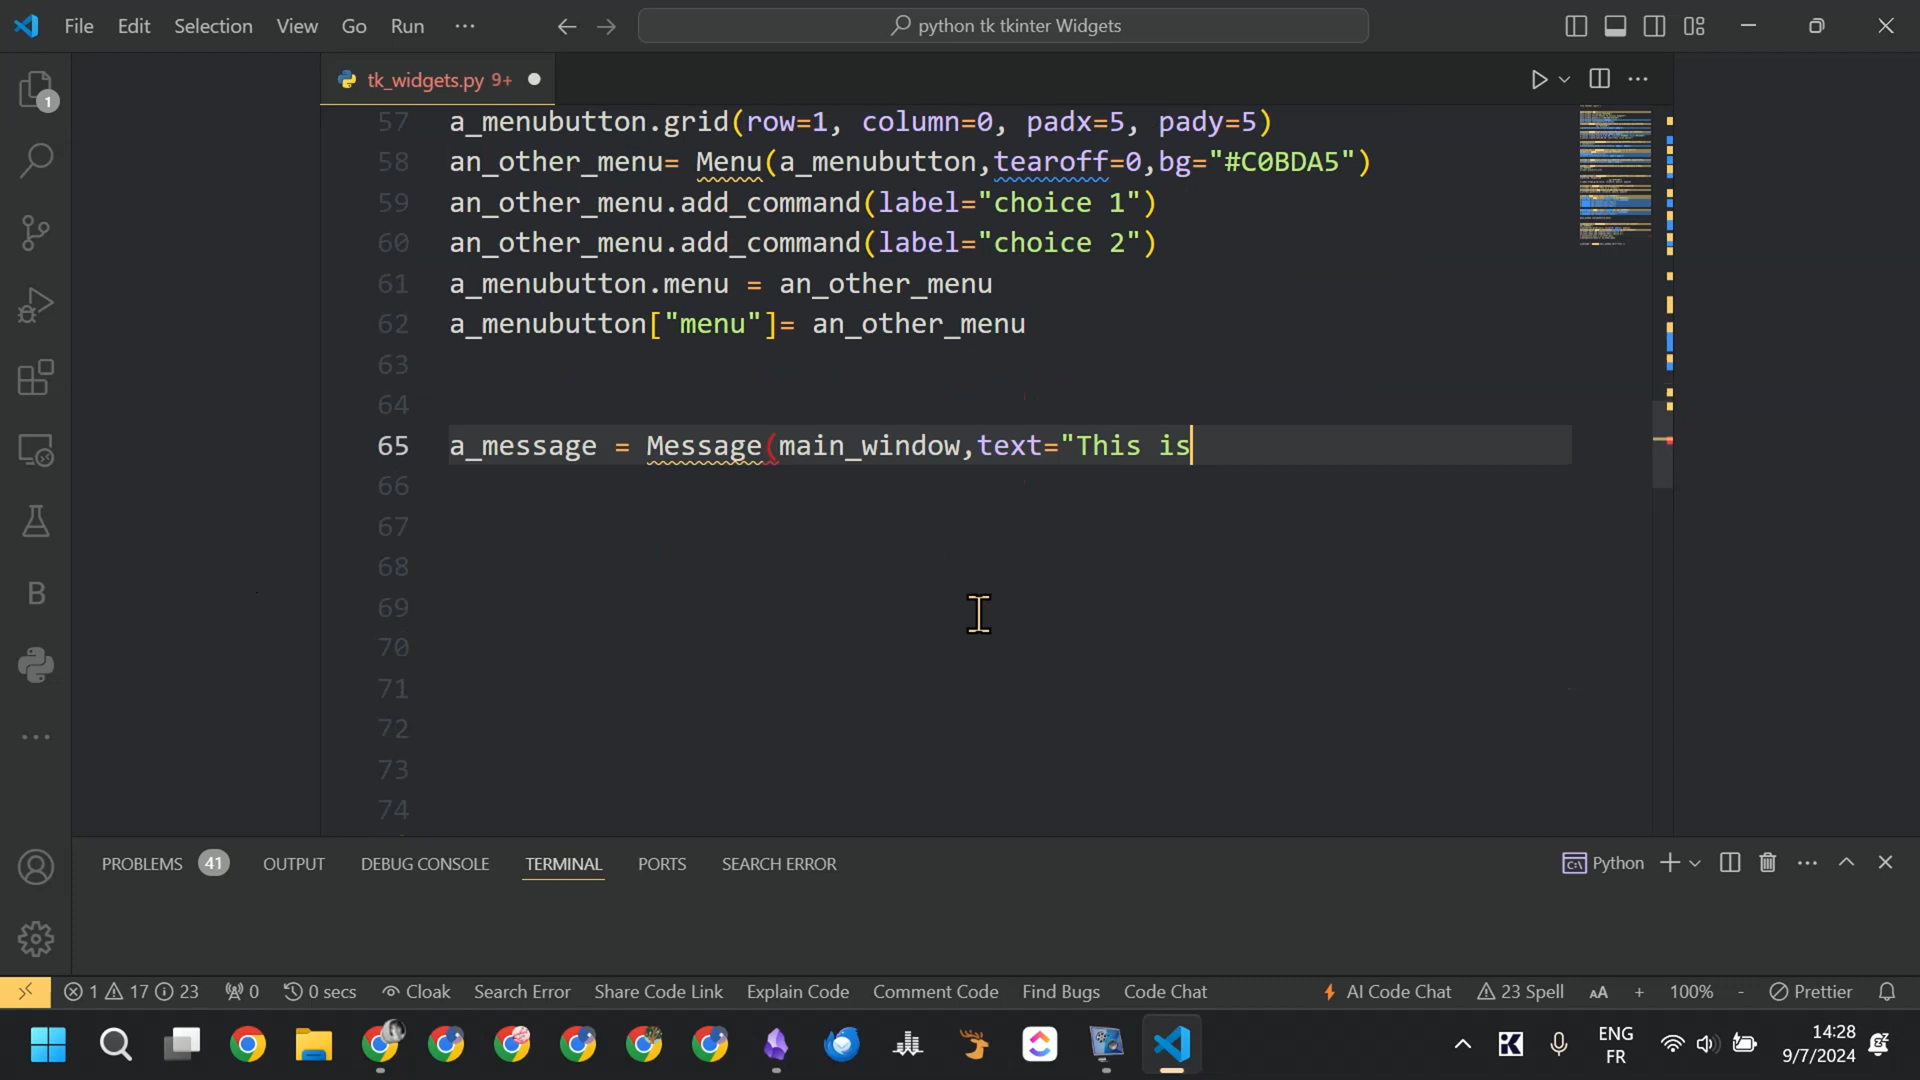 File Edit Selection View Go Run ··· python tk tkinter Widgets
tk_widgets.py 9+
57 a_menubutton.grid(row=1, column=0, padx=5, pady=5)
58 an_other_menu= Menu(a_menubutton,tearoff=0,bg="#C0BDA5")
59 an_other_menu.add_command(label="choice 1")
60 an_other_menu.add_command(label="choice 2")
61 a_menubutton.menu = an_other_menu
62 a_menubutton["menu"]= an_other_menu
63
64
65 a_message = Message(main_window,text="This is
66
67
68
69
70
71
72
73
74
1
B
PROBLEMS 41 OUTPUT DEBUG CONSOLE TERMINAL PORTS SEARCH ERROR Python
1 17 23 0 0 secs Cloak Search Error Share Code Link Explain Code Comment Code Find Bugs Code Chat AI Code Chat 23 Spell AA + 100% - Prettier
ENG 14:28
FR 9/7/2024